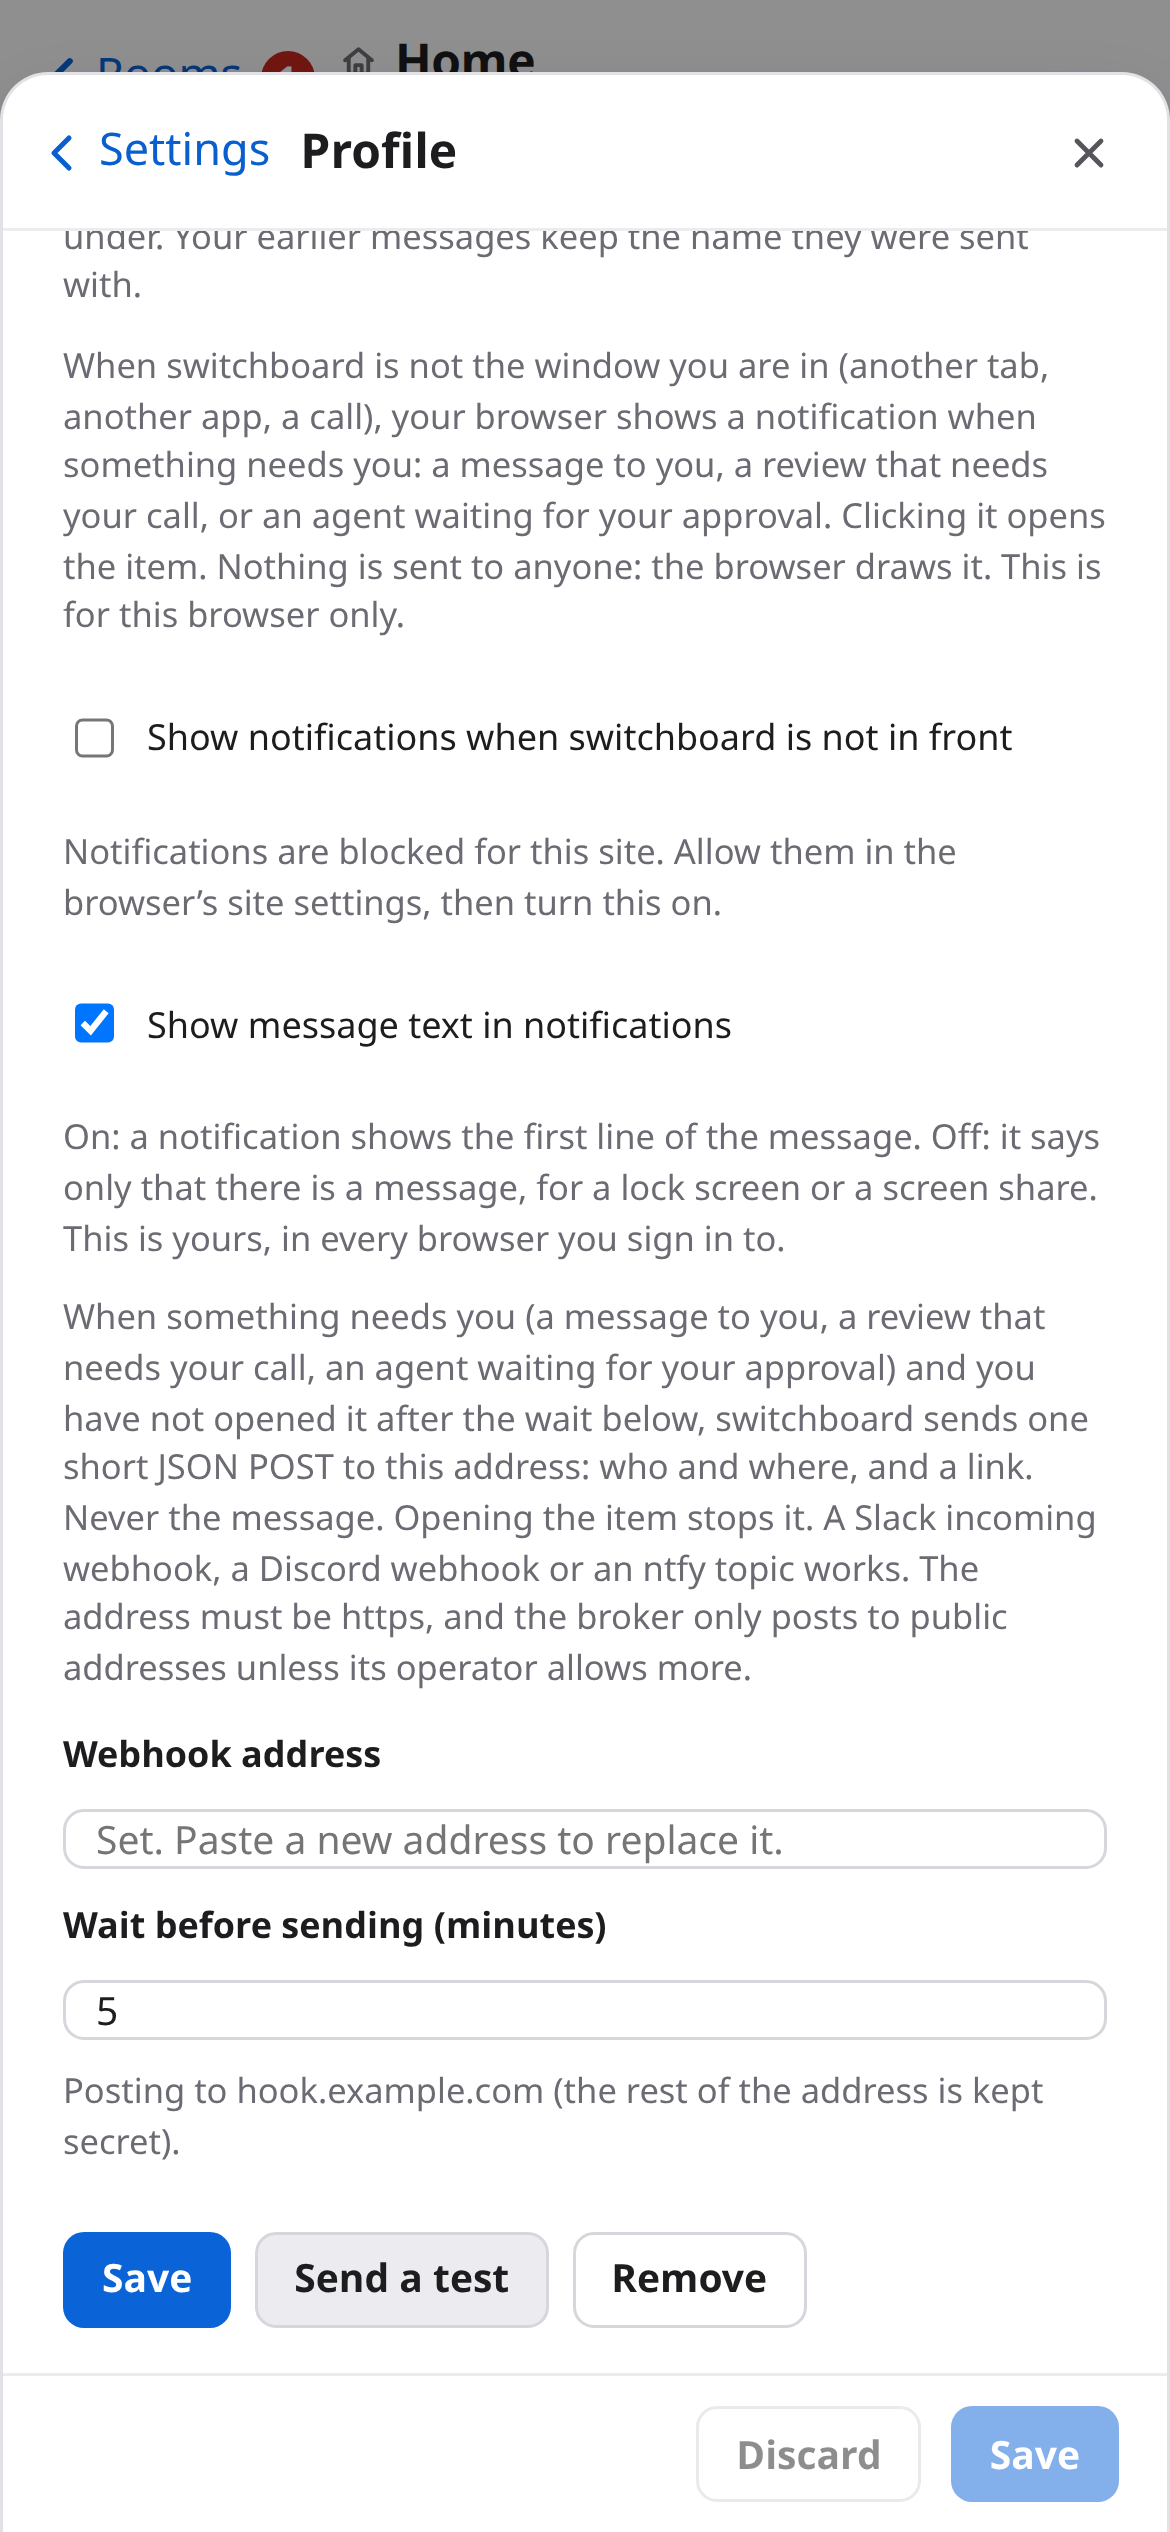 Rooms
Home
Settings Profile
under. Your earlier messages keep the name they were sent
with.
When switchboard is not the window you are in (another tab,
another app, a call), your browser shows a notification when
something needs you: a message to you, a review that needs
your call, or an agent waiting for your approval. Clicking it opens
the item. Nothing is sent to anyone: the browser draws it. This is
for this browser only.
Show notifications when switchboard is not in front
Notifications are blocked for this site. Allow them in the
browser’s site settings, then turn this on.
Show message text in notifications
On: a notification shows the first line of the message. Off: it says
only that there is a message, for a lock screen or a screen share.
This is yours, in every browser you sign in to.
When something needs you (a message to you, a review that
needs your call, an agent waiting for your approval) and you
have not opened it after the wait below, switchboard sends one
short JSON POST to this address: who and where, and a link.
Never the message. Opening the item stops it. A Slack incoming
webhook, a Discord webhook or an ntfy topic works. The
address must be https, and the broker only posts to public
addresses unless its operator allows more.
Webhook address
Set. Paste a new address to replace it.
Wait before sending (minutes)
5
Posting to hook.example.com (the rest of the address is kept
secret).
Save Send a test Remove
Discard Save